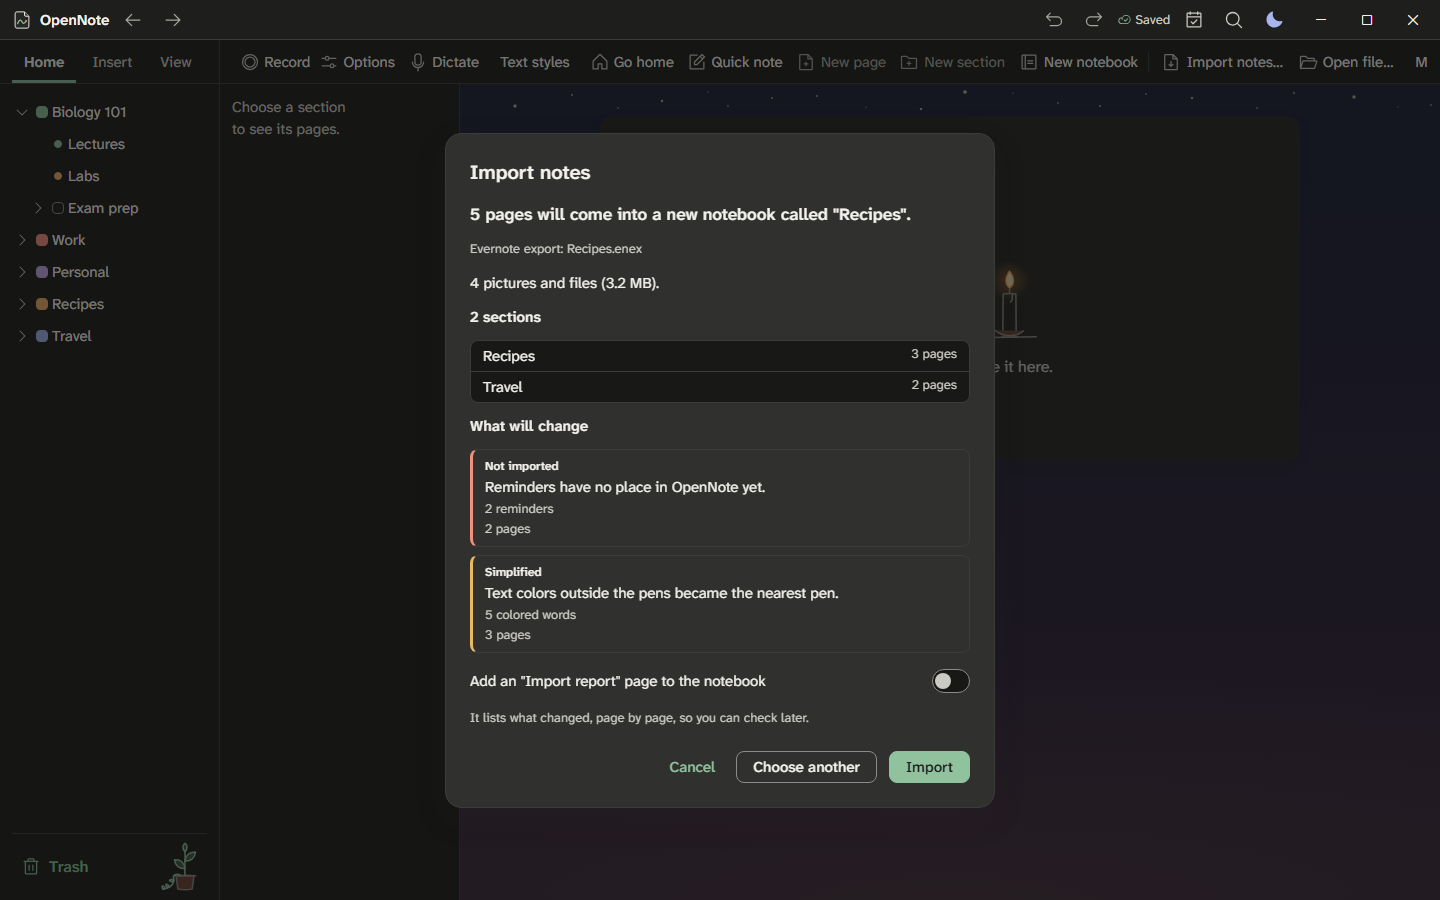 OpenNote
Saved
Home
Insert
View
Record
Options
Dictate
Text styles
Go home
Quick note
New page
New section
New notebook
Import notes...
Open file...
M
Biology 101
Lectures
Labs
Exam prep
Work
Personal
Recipes
Travel
Trash
Choose a section
to see its pages.
e it here.
Import notes
5 pages will come into a new notebook called "Recipes".
Evernote export: Recipes.enex
4 pictures and files (3.2 MB).
2 sections
Recipes 3 pages
Travel 2 pages
What will change
Not imported
Reminders have no place in OpenNote yet.
2 reminders
2 pages
Simplified
Text colors outside the pens became the nearest pen.
5 colored words
3 pages
Add an "Import report" page to the notebook
It lists what changed, page by page, so you can check later.
Cancel
Choose another
Import